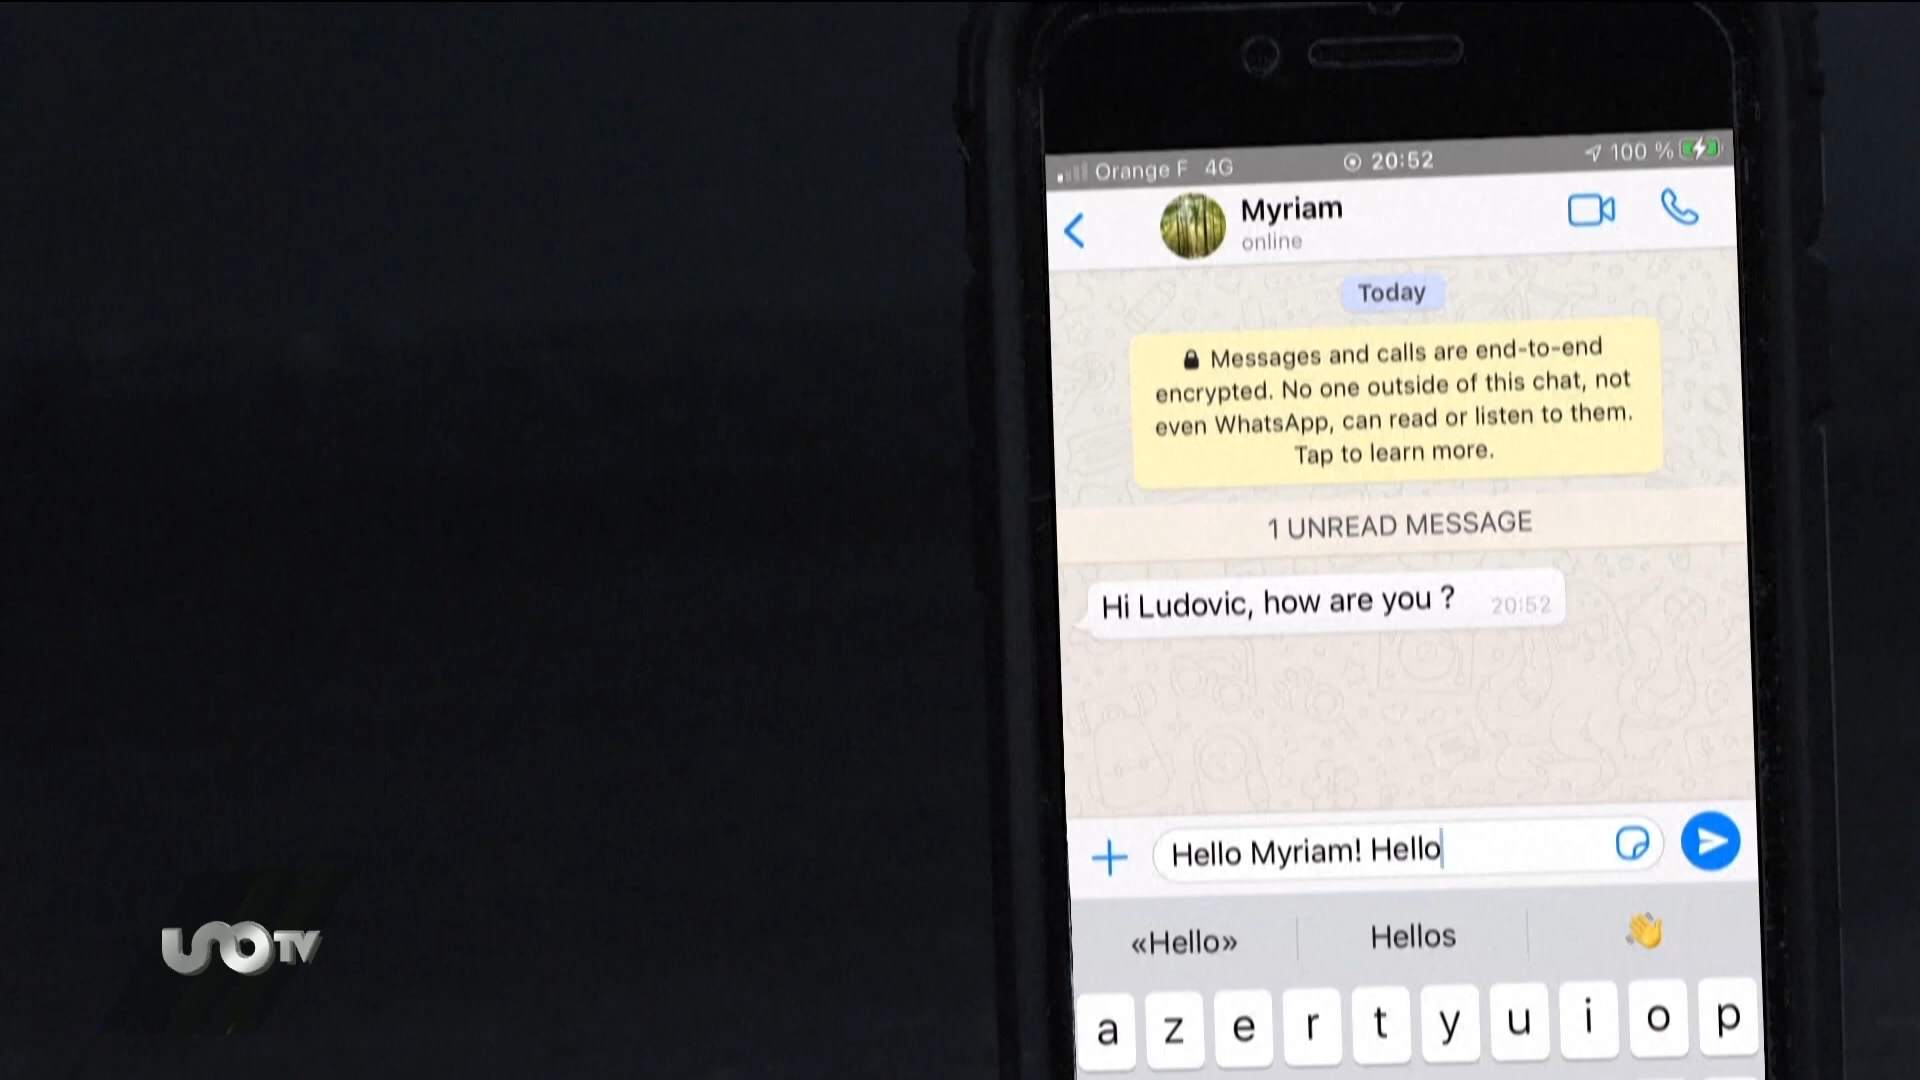 Orange F 4G 20:52 100 %
Myriam
online
Today
Messages and calls are end-to-end
encrypted. No one outside of this chat, not
even WhatsApp, can read or listen to them.
Tap to learn more.
1 UNREAD MESSAGE
Hi Ludovic, how are you ? 20:52
Hello Myriam! Hello
«Hello» Hellos
a z e r t y u i o p
UNO TV